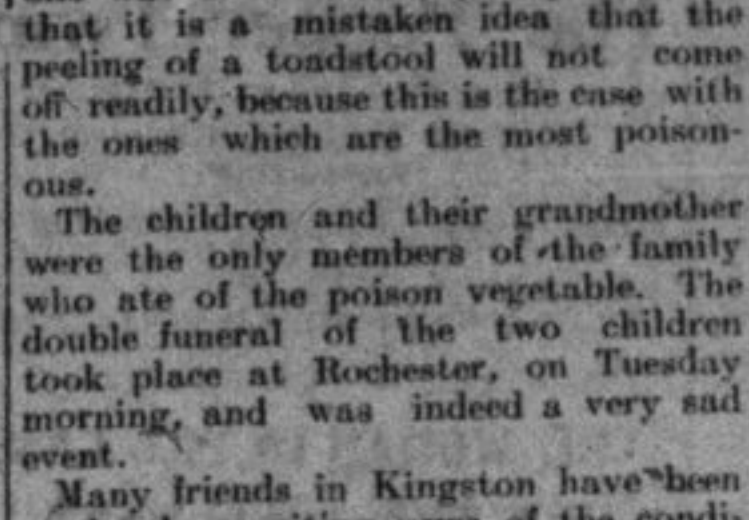 that it is a mistaken idea that the
peeling of a toadstool will not come
off readily, because this is the case with
the ones which are the most poison-
ous.
The children and their grandmother
were the only members of the family
who ate of the poison vegetable. The
double funeral of the two children
took place at Rochester, on Tuesday
morning, and was indeed a very sad
event.
Many friends in Kingston have been
of the condi-